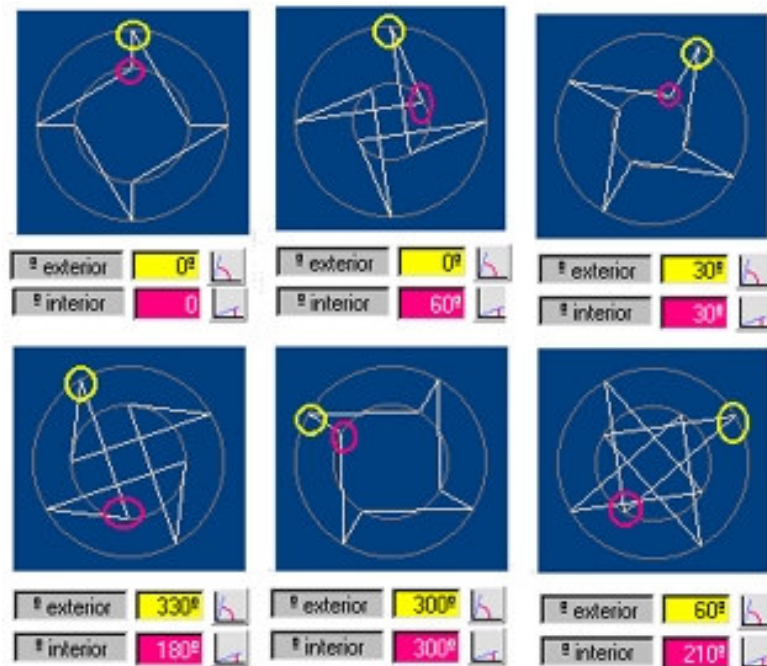 º exterior 0º
º exterior 0º
º exterior 30º
º interior 0
º interior 60º
º interior 30º
º exterior 330º
º exterior 300º
º exterior 60º
º interior 180º
º interior 300º
º interior 210º